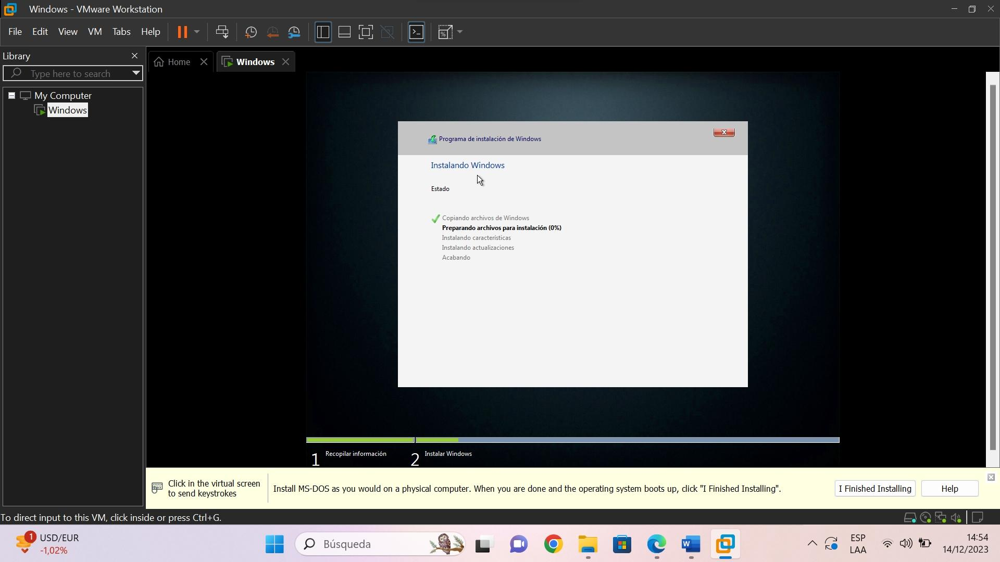 Windows - VMware Workstation
File Edit View VM Tabs Help
Library
Type here to search
My Computer
Windows
Home
Windows
Programa de instalación de Windows
Instalando Windows
Estado
Copiando archivos de Windows
Preparando archivos para instalación (0%)
Instalando características
Instalando actualizaciones
Acabando
1 Recopilar información 2 Instalar Windows
Click in the virtual screen
to send keystrokes
Install MS-DOS as you would on a physical computer. When you are done and the operating system boots up, click "I Finished Installing".
I Finished Installing
Help
To direct input to this VM, click inside or press Ctrl+G.
1
USD/EUR
-1,02%
Búsqueda
ESP
LAA
14:54
14/12/2023